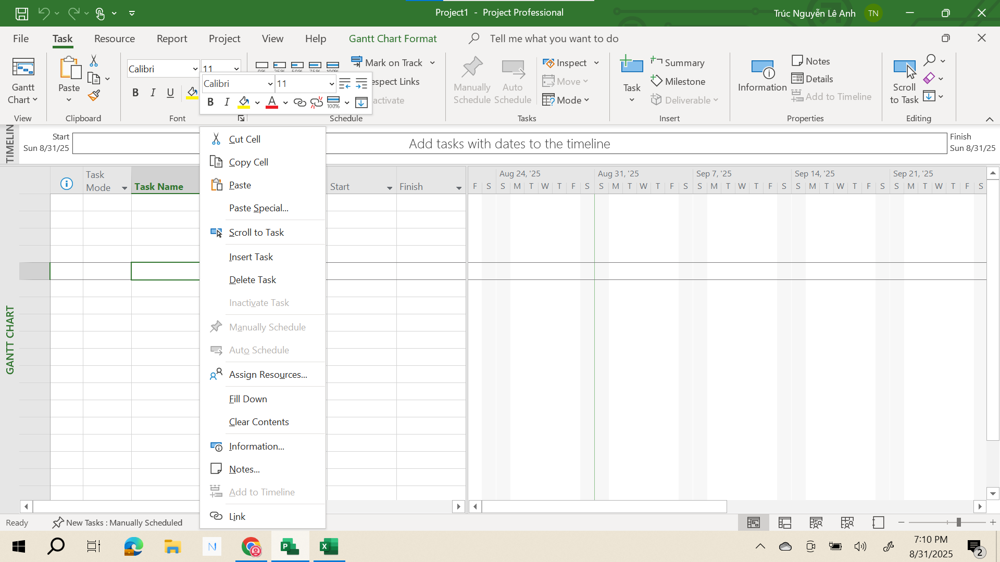 Project1 - Project Professional
Trúc Nguyễn Lê Anh
TN
File
Task
Resource
Report
Project
View
Help
Gantt Chart Format
Tell me what you want to do
Gantt
Chart
View
Paste
Clipboard
Calibri
11
B I U
Font
Calibri
11
B I A 100%
Mark on Track
espect Links
activate
Schedule
Manually
Schedule
Auto
Schedule
Inspect
Move
Mode
Tasks
Task
Summary
Milestone
Deliverable
Insert
Information
Notes
Details
Add to Timeline
Properties
Scroll
to Task
Editing
TIMELIN
Start
Sun 8/31/25
Add tasks with dates to the timeline
Finish
Sun 8/31/25
Task
Mode
Task Name
Start
Finish
Aug 24, '25
Aug 31, '25
Sep 7, '25
Sep 14, '25
Sep 21, '25
F S S M T W T F S S M T W T F S S M T W T F S S M T W T F S S M T W T F S
GANTT CHART
Cut Cell
Copy Cell
Paste
Paste Special...
Scroll to Task
Insert Task
Delete Task
Inactivate Task
Manually Schedule
Auto Schedule
Assign Resources...
Fill Down
Clear Contents
Information...
Notes...
Add to Timeline
Link
Ready
New Tasks : Manually Scheduled
N
7:10 PM
8/31/2025
2